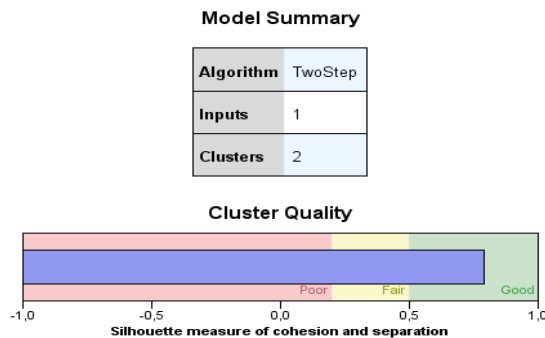 Model Summary
Algorithm TwoStep
Inputs 1
Clusters 2
Cluster Quality
Poor Fair Good
-1,0 -0,5 0,0 0,5 1,0
Silhouette measure of cohesion and separation